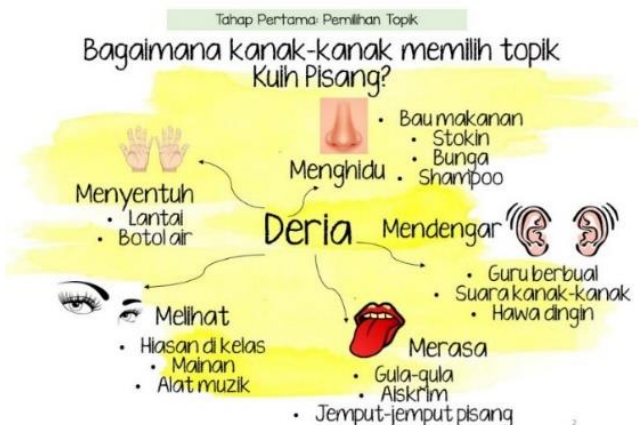 Tahap Pertama: Pemilihan Topik
Bagaimana kanak-kanak memilih topik
Kuih Pisang?
Menghidu
• Bau makanan
• Stokin
• Bunga
• Shampoo
Menyentuh
• Lantai
• Botol air
Deria
Mendengar
• Guru berbual
• Suara kanak-kanak
• Hawa dingin
Melihat
• Hiasan di kelas
• Mainan
• Alat muzik
Merasa
• Gula-gula
• Aiskrim
• Jemput-jemput pisang
2